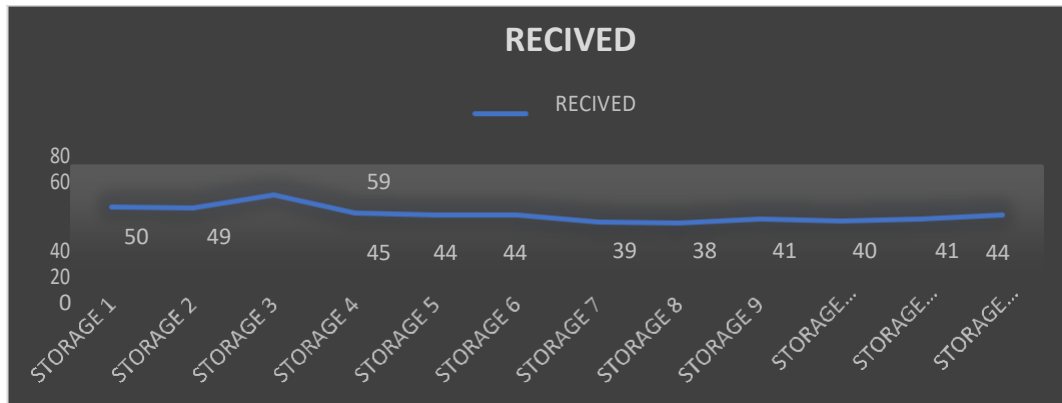 RECIVED
RECIVED
80
60
40
20
0
59
50 49 45 44 44 39 38 41 40 41 44
STORAGE 1
STORAGE 2
STORAGE 3
STORAGE 4
STORAGE 5
STORAGE 6
STORAGE 7
STORAGE 8
STORAGE 9
STORAGE...
STORAGE...
STORAGE...